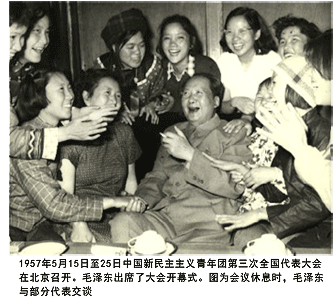 1957年5月15日至25日中国新民主主义青年团第三次全国代表大会
在北京召开。毛泽东出席了大会开幕式。图为会议休息时，毛泽东
与部分代表交谈